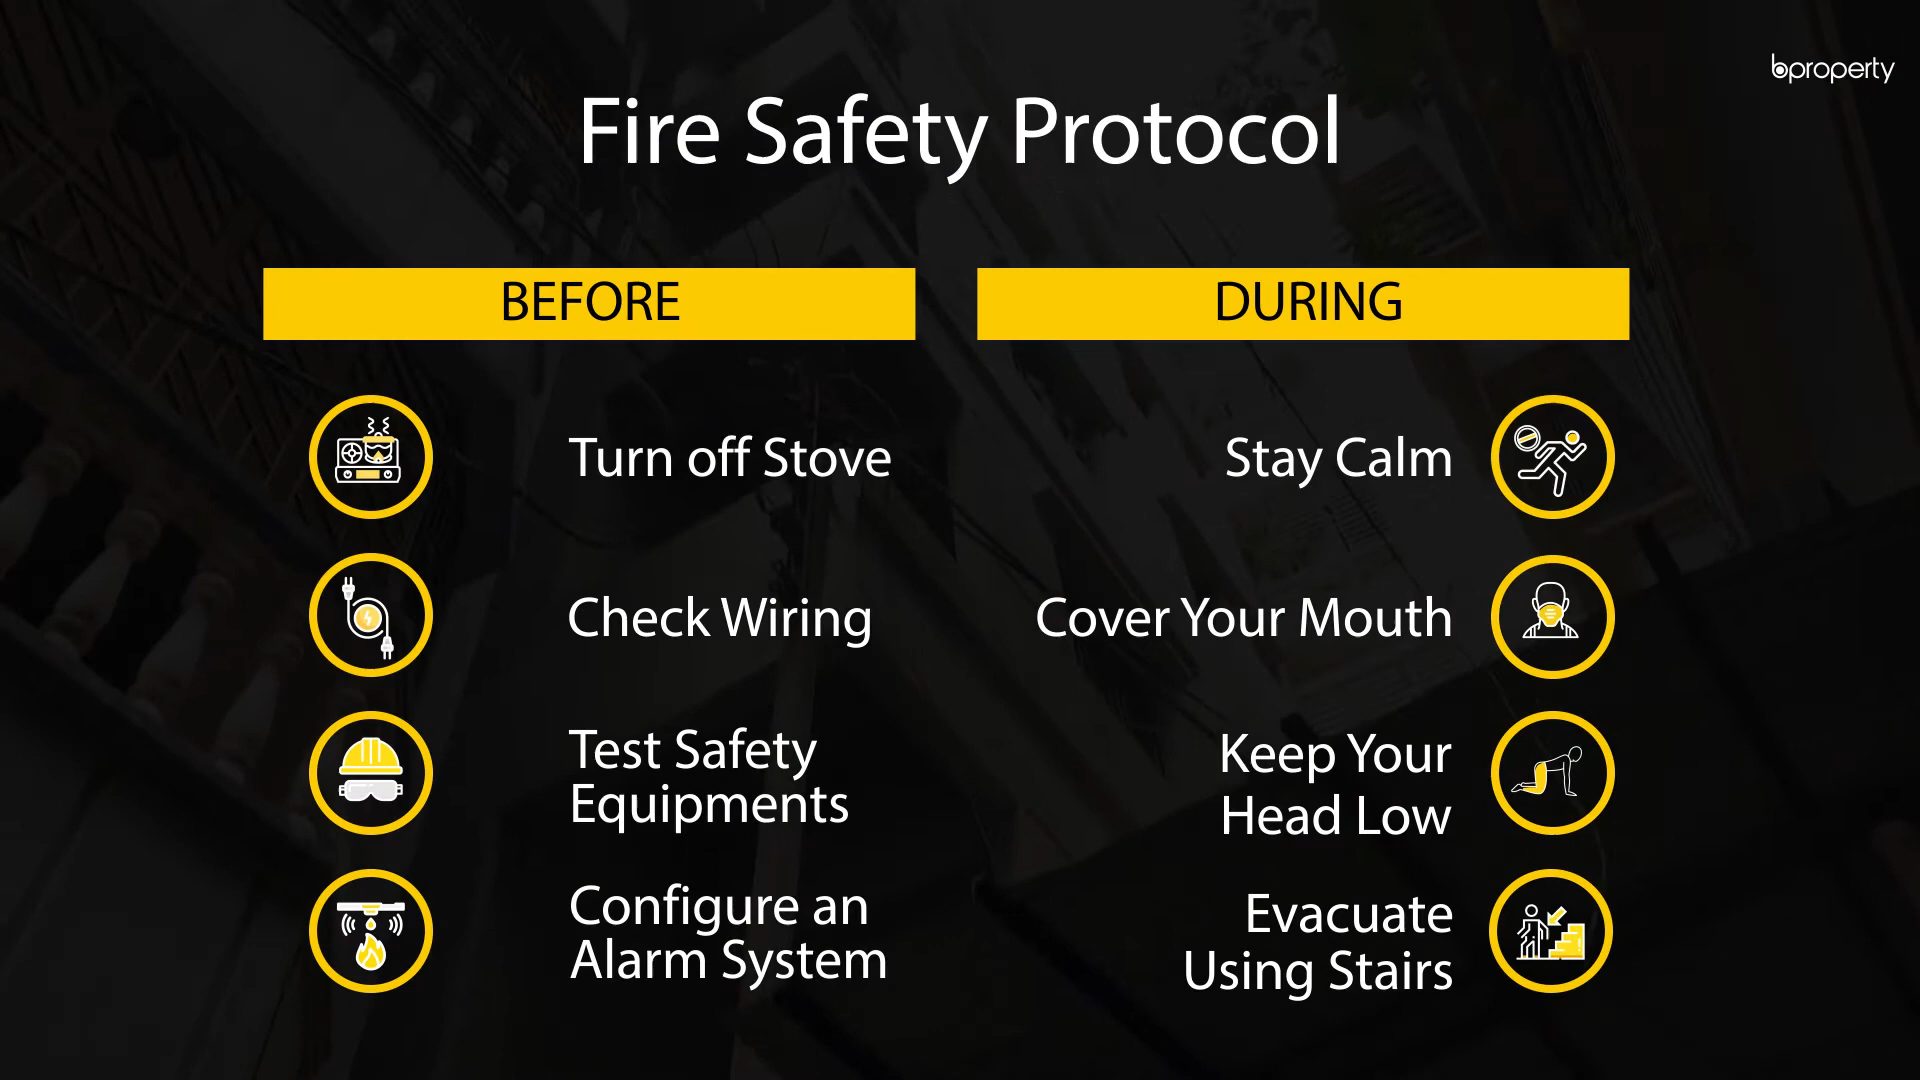 bproperty
Fire Safety Protocol
BEFORE
Turn off Stove
Check Wiring
Test Safety
Equipments
Configure an
Alarm System
DURING
Stay Calm
Cover Your Mouth
Keep Your
Head Low
Evacuate
Using Stairs